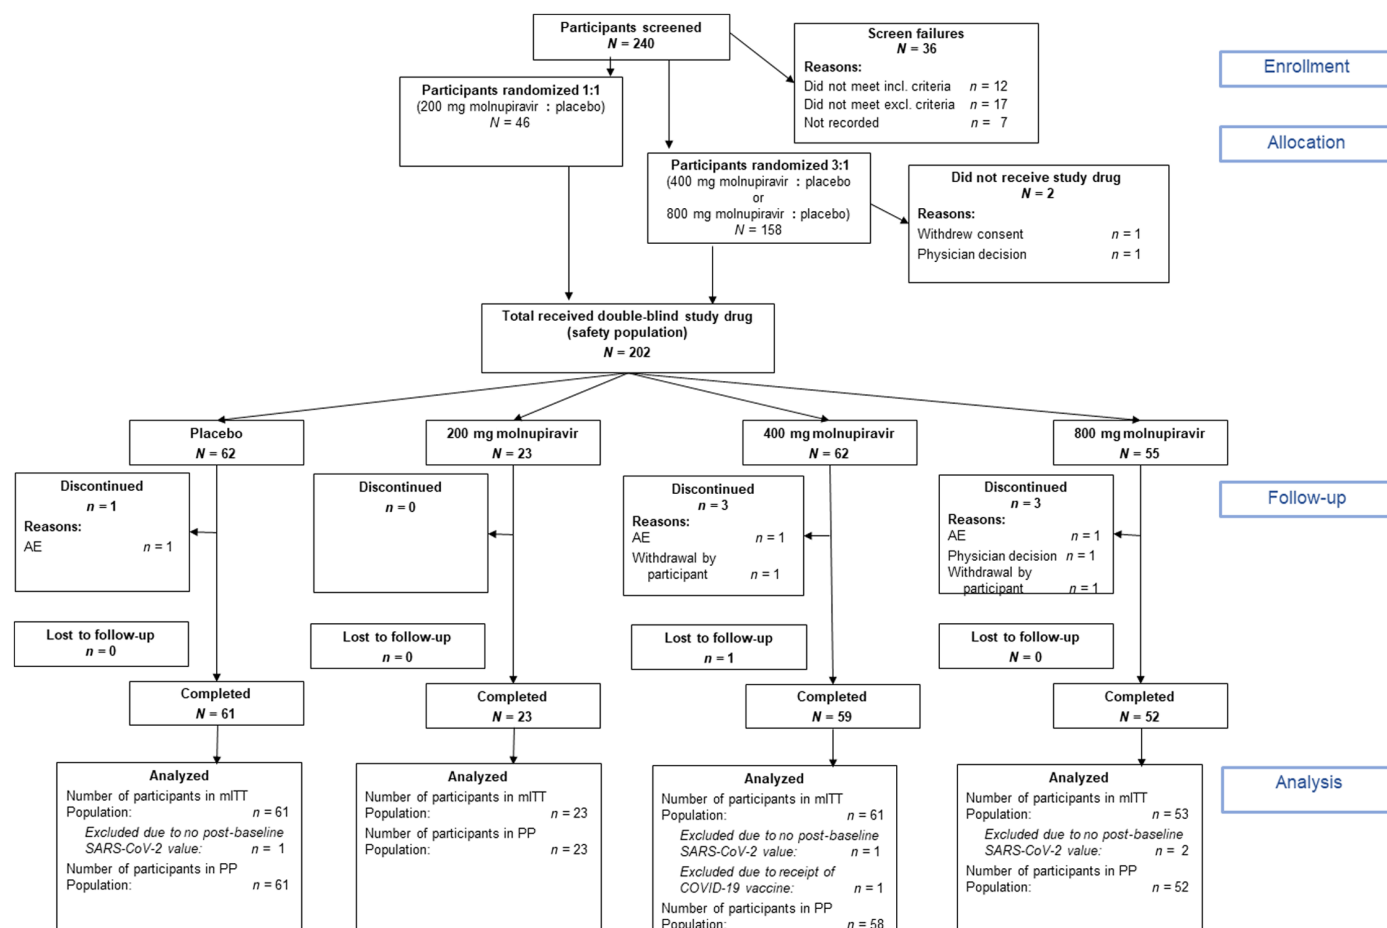 Participants screened
N = 240
Screen failures
N = 36
Reasons:
Did not meet incl. criteria n = 12
Did not meet excl. criteria n = 17
Not recorded n = 7
Enrollment
Participants randomized 1:1
(200 mg molnupiravir : placebo)
N = 46
Allocation
Participants randomized 3:1
(400 mg molnupiravir : placebo
or
800 mg molnupiravir : placebo)
N = 158
Did not receive study drug
N = 2
Reasons:
Withdrew consent n = 1
Physician decision n = 1
Total received double-blind study drug
(safety population)
N = 202
Placebo
N = 62
200 mg molnupiravir
N = 23
400 mg molnupiravir
N = 62
800 mg molnupiravir
N = 55
Discontinued
n = 1
Reasons:
AE n = 1
Discontinued
n = 0
Discontinued
n = 3
Reasons:
AE n = 1
Withdrawal by
participant n = 1
Discontinued
n = 3
Reasons:
AE n = 1
Physician decision n = 1
Withdrawal by
participant n = 1
Follow-up
Lost to follow-up
n = 0
Lost to follow-up
n = 0
Lost to follow-up
n = 1
Lost to follow-up
N = 0
Completed
N = 61
Completed
N = 23
Completed
N = 59
Completed
N = 52
Analyzed
Number of participants in mITT
Population: n = 61
Excluded due to no post-baseline
SARS-CoV-2 value: n = 1
Number of participants in PP
Population: n = 61
Analyzed
Number of participants in mITT
Population: n = 23
Number of participants in PP
Population: n = 23
Analyzed
Number of participants in mITT
Population: n = 61
Excluded due to no post-baseline
SARS-CoV-2 value: n = 1
Excluded due to receipt of
COVID-19 vaccine: n = 1
Number of participants in PP
Population: n = 58
Analyzed
Number of participants in mITT
Population: n = 53
Excluded due to no post-baseline
SARS-CoV-2 value: n = 2
Number of participants in PP
Population: n = 52
Analysis